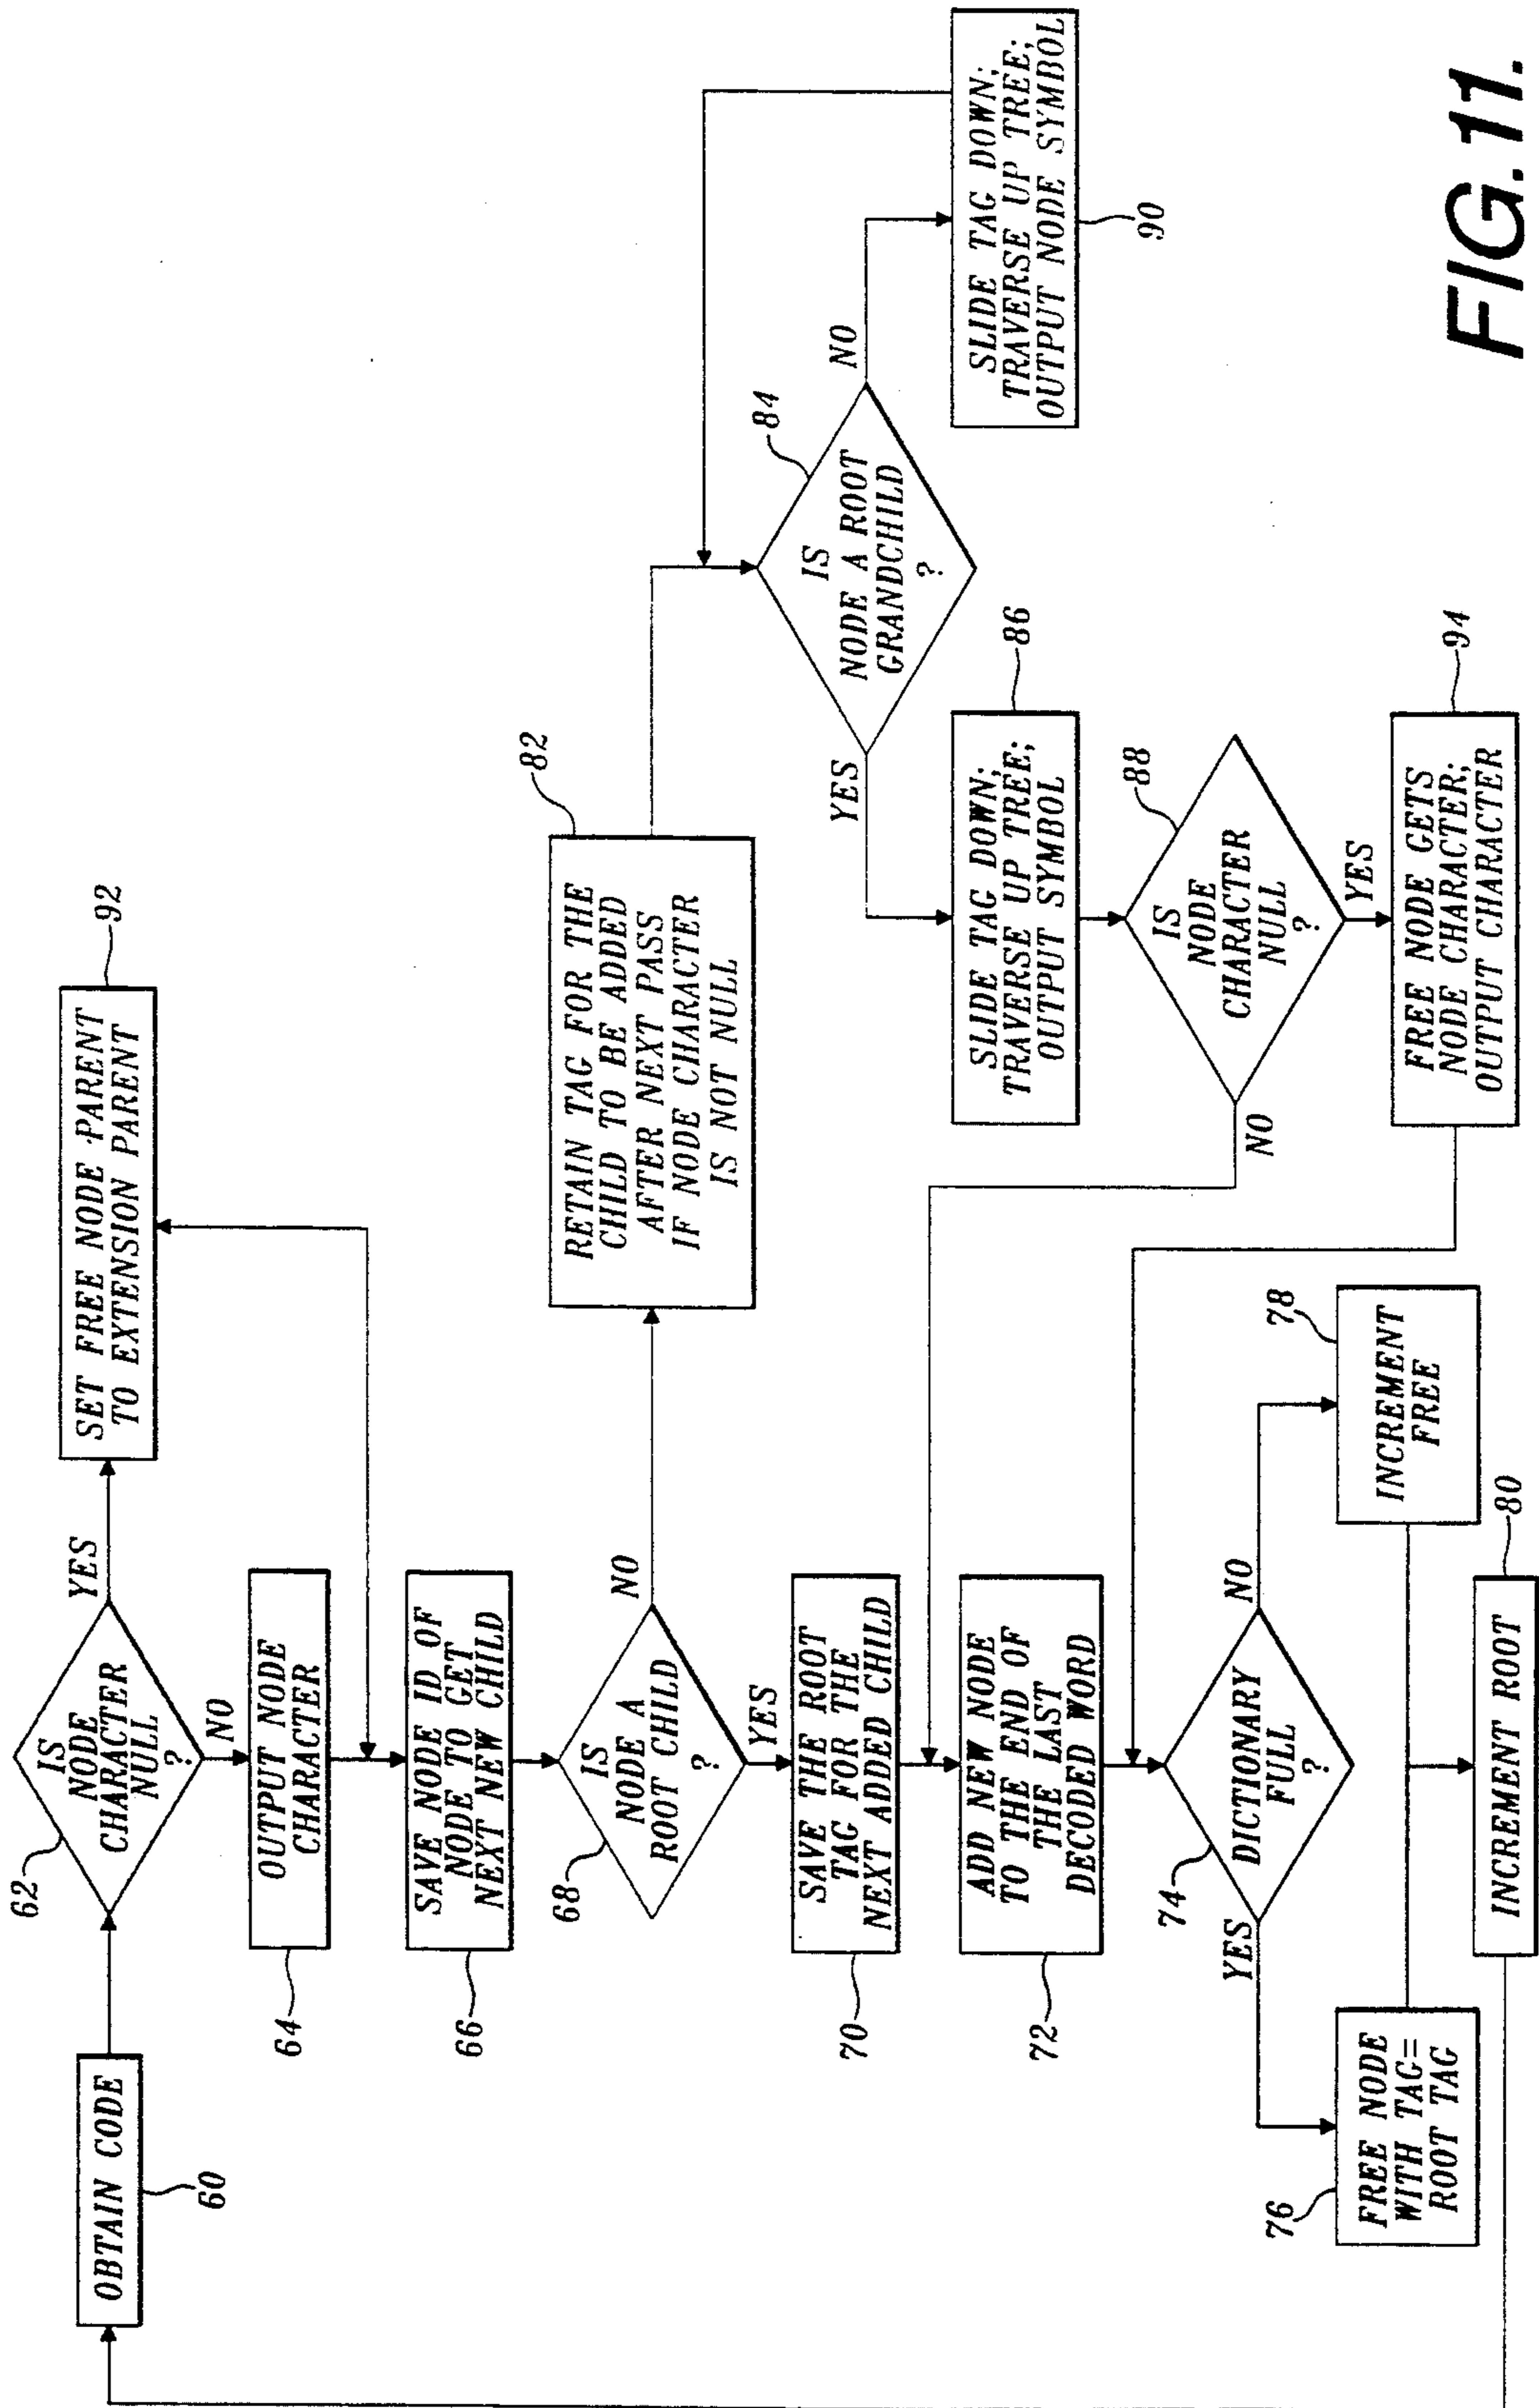 OBTAIN CODE
60
62
IS
NODE
CHARACTER
NULL
?
YES
NO
SET FREE NODE PARENT
TO EXTENSION PARENT
92
OUTPUT NODE
CHARACTER
64
SAVE NODE ID OF
NODE TO GET
NEXT NEW CHILD
66
68
IS
NODE A
ROOT CHILD
?
NO
YES
RETAIN TAG FOR THE
CHILD TO BE ADDED
AFTER NEXT PASS
IF NODE CHARACTER
IS NOT NULL
82
SAVE THE ROOT
TAG FOR THE
NEXT ADDED CHILD
70
ADD NEW NODE
TO THE END OF
THE LAST
DECODED WORD
72
74
DICTIONARY
FULL
?
YES
NO
76
FREE NODE
WITH TAG=
ROOT TAG
INCREMENT
FREE
78
INCREMENT ROOT
80
IS
NODE A ROOT
GRANDCHILD
?
84
YES
NO
SLIDE TAG DOWN;
TRAVERSE UP TREE;
OUTPUT SYMBOL
86
SLIDE TAG DOWN;
TRAVERSE UP TREE;
OUTPUT NODE SYMBOL
90
IS
NODE
CHARACTER
NULL
?
88
NO
YES
FREE NODE GETS
NODE CHARACTER;
OUTPUT CHARACTER
94
FIG.11.